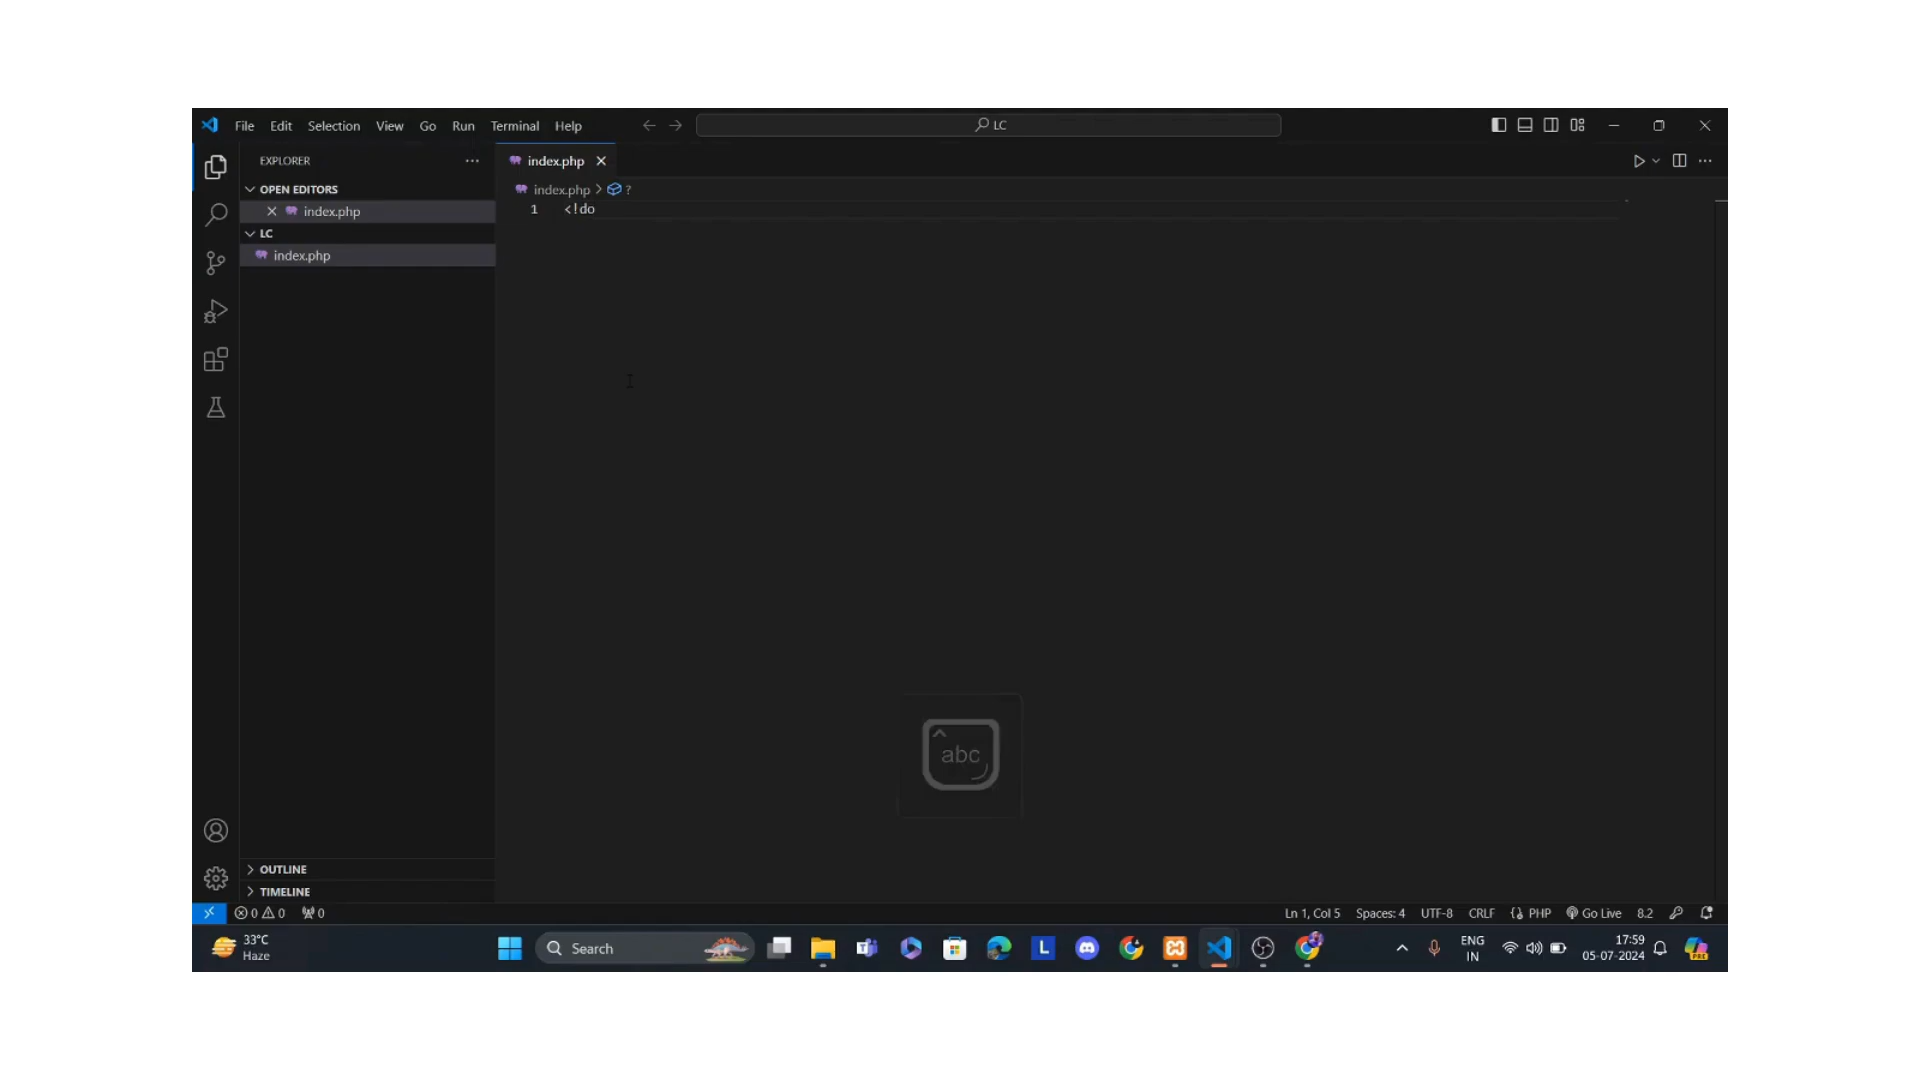 File Edit Selection View Go Run Terminal Help LC
EXPLORER ... index.php
OPEN EDITORS index.php > ?
index.php 1 <!do
LC
index.php
abc
OUTLINE
TIMELINE
0 0 0 Ln 1, Col 5 Spaces: 4 UTF-8 CRLF {} PHP Go Live 8.2
33°C Search L ENG 17:59
Haze IN 05-07-2024
PRE